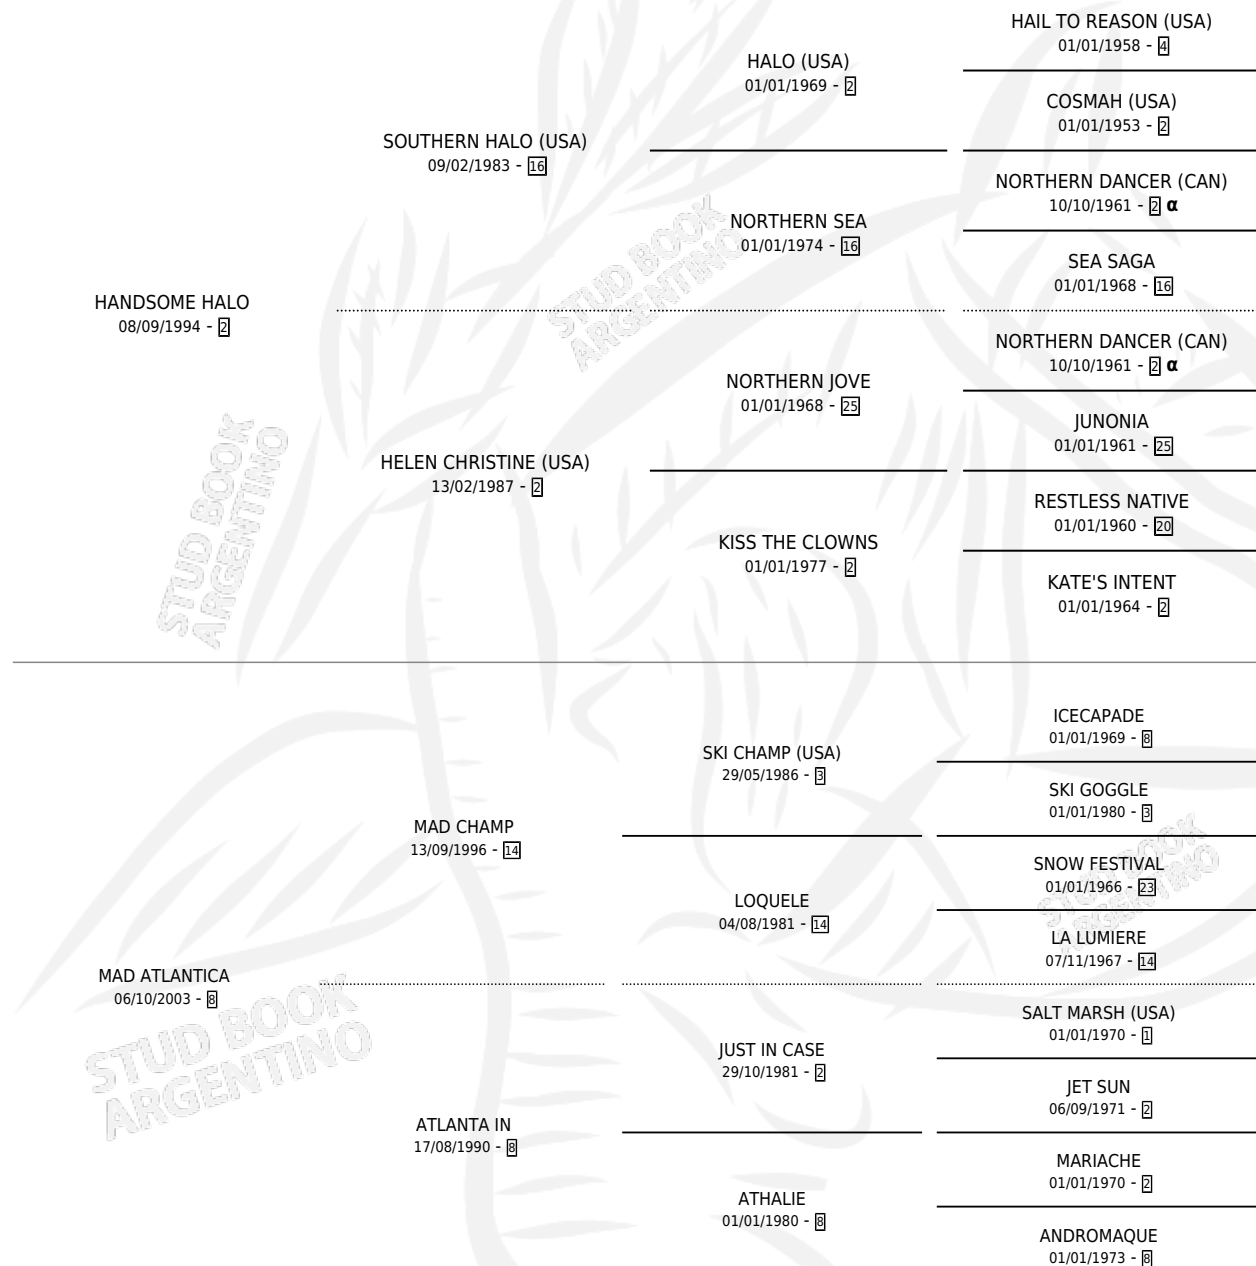 HAIL TO REASON (USA)
01/01/1958 - 4
HALO (USA)
01/01/1969 - 2
COSMAH (USA)
01/01/1953 - 2
SOUTHERN HALO (USA)
09/02/1983 - 16
NORTHERN DANCER (CAN)
10/10/1961 - 2 α
NORTHERN SEA
01/01/1974 - 16
SEA SAGA
01/01/1968 - 16
STUD BOOK
ARGENTINO
HANDSOME HALO
08/09/1994 - 2
NORTHERN DANCER (CAN)
10/10/1961 - 2 α
NORTHERN JOVE
01/01/1968 - 25
JUNONIA
01/01/1961 - 25
HELEN CHRISTINE (USA)
13/02/1987 - 2
RESTLESS NATIVE
01/01/1960 - 20
KISS THE CLOWNS
01/01/1977 - 2
KATE'S INTENT
01/01/1964 - 2
STUD BOOK
ARGENTINO
ICECAPADE
01/01/1969 - 8
SKI CHAMP (USA)
29/05/1986 - 3
SKI GOGGLE
01/01/1980 - 3
MAD CHAMP
13/09/1996 - 14
SNOW FESTIVAL
01/01/1966 - 23
LOQUELE
04/08/1981 - 14
LA LUMIERE
07/11/1967 - 14
STUD BOOK
ARGENTINO
MAD ATLANTICA
06/10/2003 - 8
SALT MARSH (USA)
01/01/1970 - 1
JUST IN CASE
29/10/1981 - 2
JET SUN
06/09/1971 - 2
STUD BOOK
ARGENTINO
ATLANTA IN
17/08/1990 - 8
MARIACHE
01/01/1970 - 2
ATHALIE
01/01/1980 - 8
ANDROMAQUE
01/01/1973 - 8